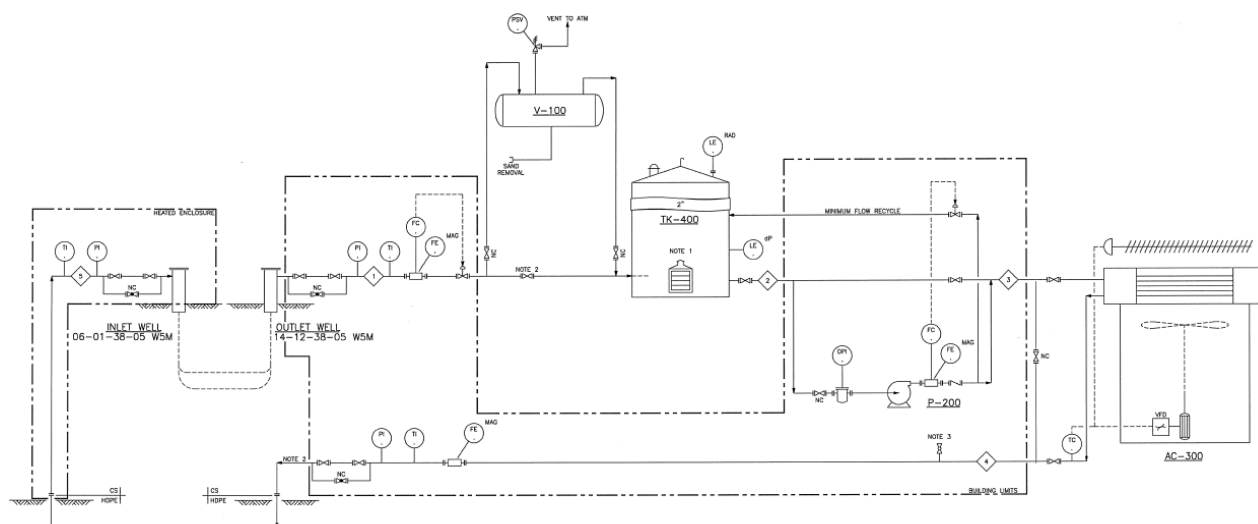 PSV
VENT TO ATM
V-100
SAND
REMOVAL
LE
RAD
HEATED ENCLOSURE
TI
PI
5
NC
INLET WELL
06-01-38-05 W5M
OUTLET WELL
14-12-38-05 W5M
NC
PI
1
TI
FC
FE
MAG
NC
NOTE 2
NC
2"
TK-400
NOTE 1
LE
dP
2
MINIMUM FLOW RECYCLE
3
FC
FE
MAG
DPI
NC
P-200
NC
VFD
TC
AC-300
NOTE 3
4
FE
MAG
PI
TI
NOTE 2
NC
CS
HDPE
CS
HDPE
BUILDING LIMITS